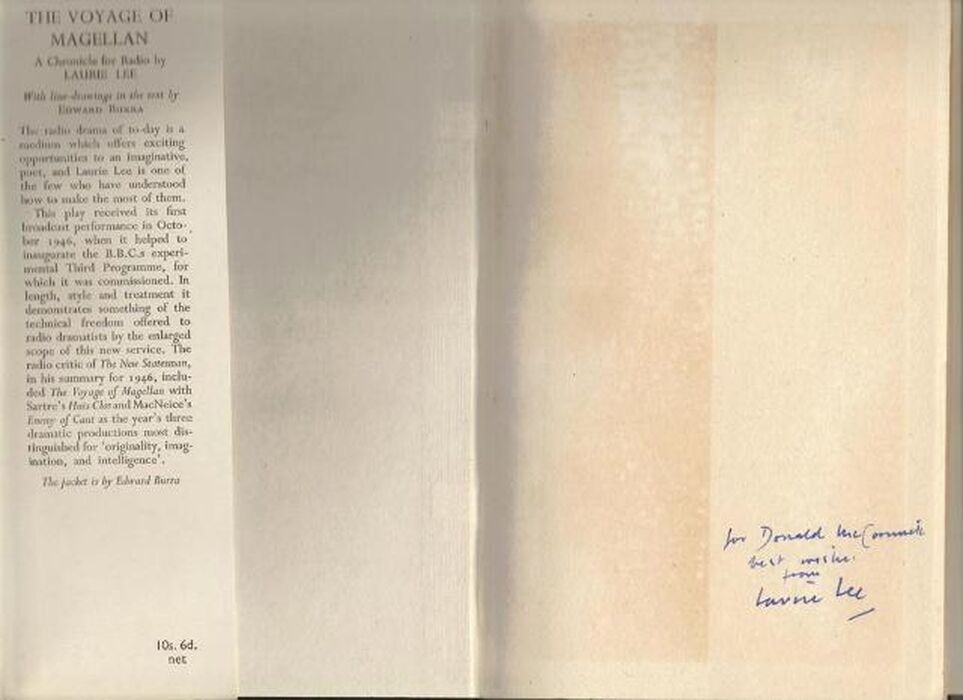 THE VOYAGE OF
MAGELLAN
A Chronicle for Radio by
LAURIE LEE
With line-drawings in the text by
EDWARD BURRA
The radio drama of to-day is a
medium which offers exciting
opportunities to an imaginative,
poet, and Laurie Lee is one of
the few who have understood
how to make the most of them.
This play received its first
broadcast performance in Octo-
ber 1946, when it helped to
inaugurate the B.B.C.s experi-
mental Third Programme, for
which it was commissioned. In
length, style and treatment it
demonstrates something of the
technical freedom offered to
radio dramatists by the enlarged
scope of this new service. The
radio critic of The New Statesman,
in his summary for 1946, inclu-
ded The Voyage of Magellan with
Sartre's Huis Clos and MacNeice's
Enemy of Cant as the year's three
dramatic productions most dis-
tinguished for 'originality, imag-
ination, and intelligence'.
The jacket is by Edward Burra
10s. 6d.
net
for Donald McCormick
best wishes
from
Laurie Lee